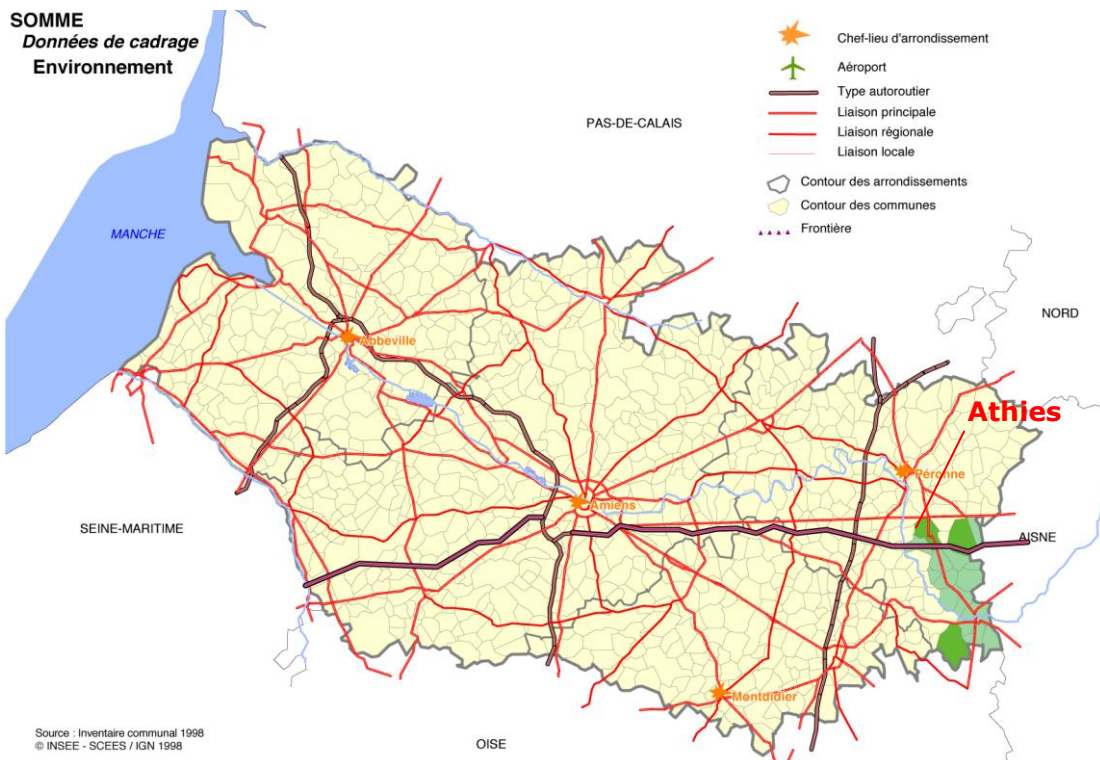 SOMME
Données de cadrage
Environnement
Chef-lieu d'arrondissement
Aéroport
Type autoroutier
Liaison principale
Liaison régionale
Liaison locale
Contour des arrondissements
Contour des communes
Frontière
PAS-DE-CALAIS
MANCHE
NORD
Abbeville
Athies
Péronne
Amiens
SEINE-MARITIME
AISNE
Montdidier
OISE
Source : Inventaire communal 1998
© INSEE - SCEES / IGN 1998